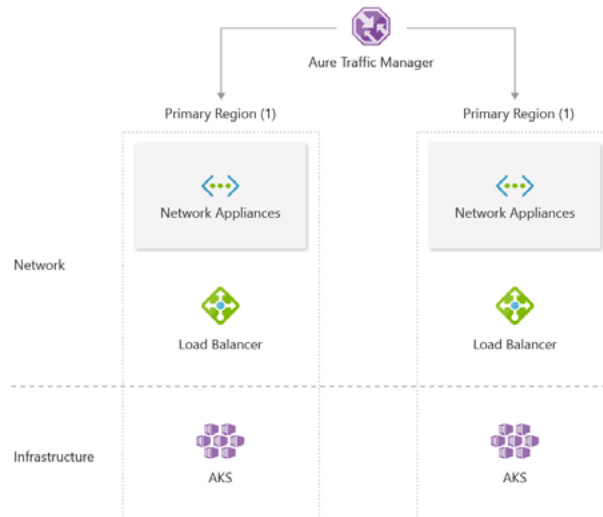 Aure Traffic Manager
Primary Region (1)
Primary Region (1)
Network Appliances
Network Appliances
Network
Load Balancer
Load Balancer
Infrastructure
AKS
AKS